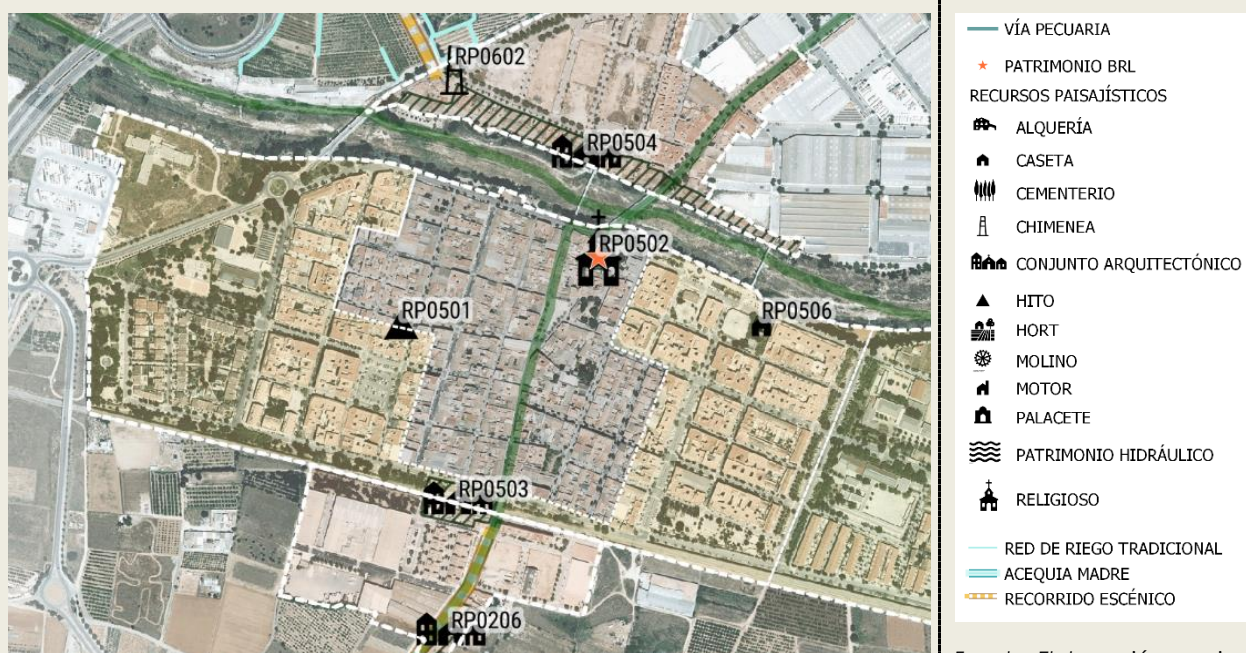 RP0602
RP0504
RP0502
RP0501
RP0506
RP0503
RP0206
VÍA PECUARIA
PATRIMONIO BRL
RECURSOS PAISAJÍSTICOS
ALQUERÍA
CASETA
CEMENTERIO
CHIMENEA
CONJUNTO ARQUITECTÓNICO
HITO
HORT
MOLINO
MOTOR
PALACETE
PATRIMONIO HIDRÁULICO
RELIGIOSO
RED DE RIEGO TRADICIONAL
ACEQUIA MADRE
RECORRIDO ESCÉNICO